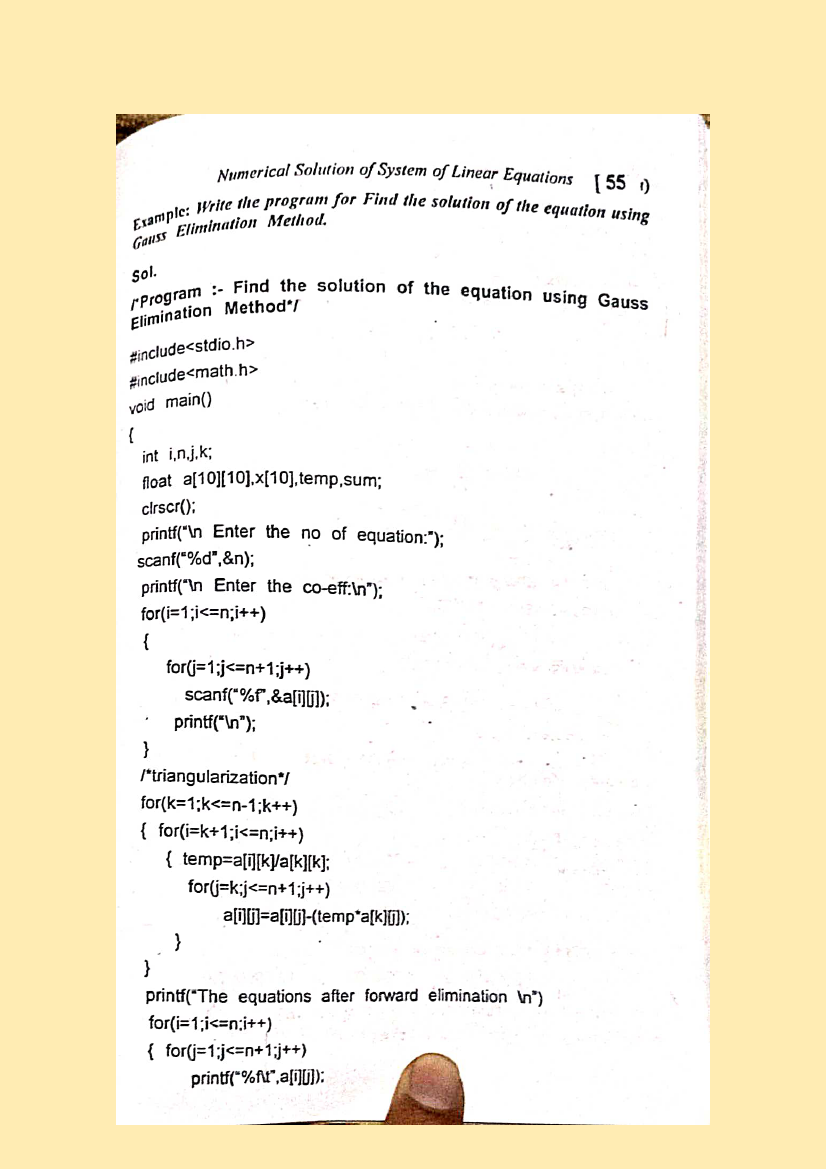 Numerical Solution of System of Linear Equations [ 55 ı)
Example: Write the program for Find the solution of the equation using
Gauss Elimination Method.
Sol.
/*Program :- Find the solution of the equation using Gauss
Elimination Method*/
#include<stdio.h>
#include<math.h>
void main()
{
int i,n,j,k;
float a[10][10],x[10],temp,sum;
clrscr();
printf("\n Enter the no of equation:");
scanf("%d",&n);
printf("\n Enter the co-eff:\n");
for(i=1;i<=n;i++)
{
for(j=1;j<=n+1;j++)
scanf("%f",&a[i][j]);
printf("\n");
}
/*triangularization*/
for(k=1;k<=n-1;k++)
{ for(i=k+1;i<=n;i++)
{ temp=a[i][k]/a[k][k];
for(j=k;j<=n+1;j++)
a[i][j]=a[i][j]-(temp*a[k][j]);
}
}
printf("The equations after forward elimination \n")
for(i=1;i<=n;i++)
{ for(j=1;j<=n+1;j++)
printf("%f\t",a[i][j]);